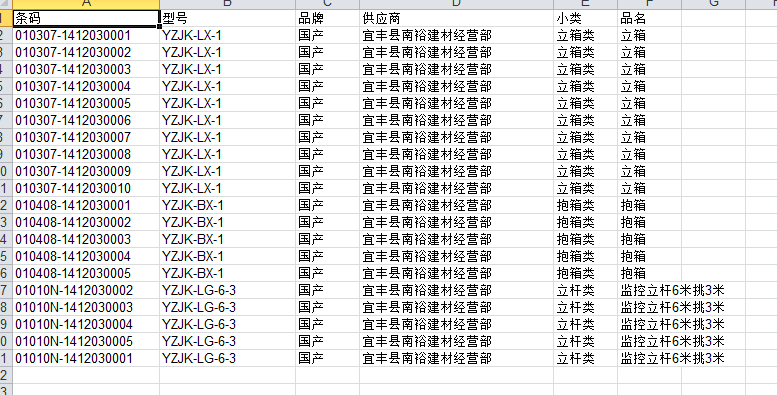 A B C D E F G
1 条码 型号 品牌 供应商 小类 品名
2 010307-1412030001 YZJK-LX-1 国产 宜丰县南裕建材经营部 立箱类 立箱
3 010307-1412030002 YZJK-LX-1 国产 宜丰县南裕建材经营部 立箱类 立箱
4 010307-1412030003 YZJK-LX-1 国产 宜丰县南裕建材经营部 立箱类 立箱
5 010307-1412030004 YZJK-LX-1 国产 宜丰县南裕建材经营部 立箱类 立箱
6 010307-1412030005 YZJK-LX-1 国产 宜丰县南裕建材经营部 立箱类 立箱
7 010307-1412030006 YZJK-LX-1 国产 宜丰县南裕建材经营部 立箱类 立箱
8 010307-1412030007 YZJK-LX-1 国产 宜丰县南裕建材经营部 立箱类 立箱
9 010307-1412030008 YZJK-LX-1 国产 宜丰县南裕建材经营部 立箱类 立箱
0 010307-1412030009 YZJK-LX-1 国产 宜丰县南裕建材经营部 立箱类 立箱
1 010307-1412030010 YZJK-LX-1 国产 宜丰县南裕建材经营部 立箱类 立箱
2 010408-1412030001 YZJK-BX-1 国产 宜丰县南裕建材经营部 抱箱类 抱箱
3 010408-1412030002 YZJK-BX-1 国产 宜丰县南裕建材经营部 抱箱类 抱箱
4 010408-1412030003 YZJK-BX-1 国产 宜丰县南裕建材经营部 抱箱类 抱箱
5 010408-1412030004 YZJK-BX-1 国产 宜丰县南裕建材经营部 抱箱类 抱箱
6 010408-1412030005 YZJK-BX-1 国产 宜丰县南裕建材经营部 抱箱类 抱箱
7 01010N-1412030002 YZJK-LG-6-3 国产 宜丰县南裕建材经营部 立杆类 监控立杆6米挑3米
8 01010N-1412030003 YZJK-LG-6-3 国产 宜丰县南裕建材经营部 立杆类 监控立杆6米挑3米
9 01010N-1412030004 YZJK-LG-6-3 国产 宜丰县南裕建材经营部 立杆类 监控立杆6米挑3米
0 01010N-1412030005 YZJK-LG-6-3 国产 宜丰县南裕建材经营部 立杆类 监控立杆6米挑3米
1 01010N-1412030001 YZJK-LG-6-3 国产 宜丰县南裕建材经营部 立杆类 监控立杆6米挑3米
2
3